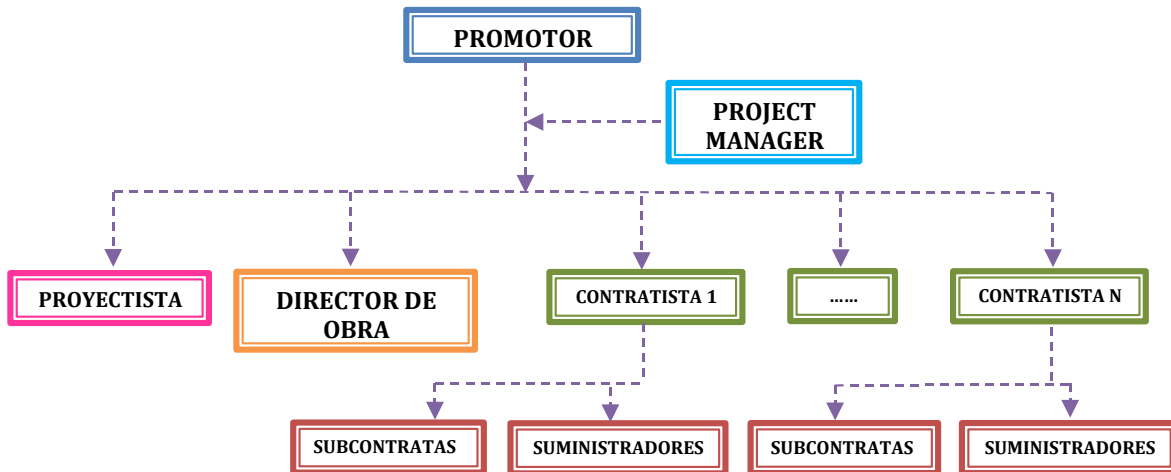 PROMOTOR
PROJECT
MANAGER
PROYECTISTA
DIRECTOR DE
OBRA
CONTRATISTA 1
......
CONTRATISTA N
SUBCONTRATAS
SUMINISTRADORES
SUBCONTRATAS
SUMINISTRADORES